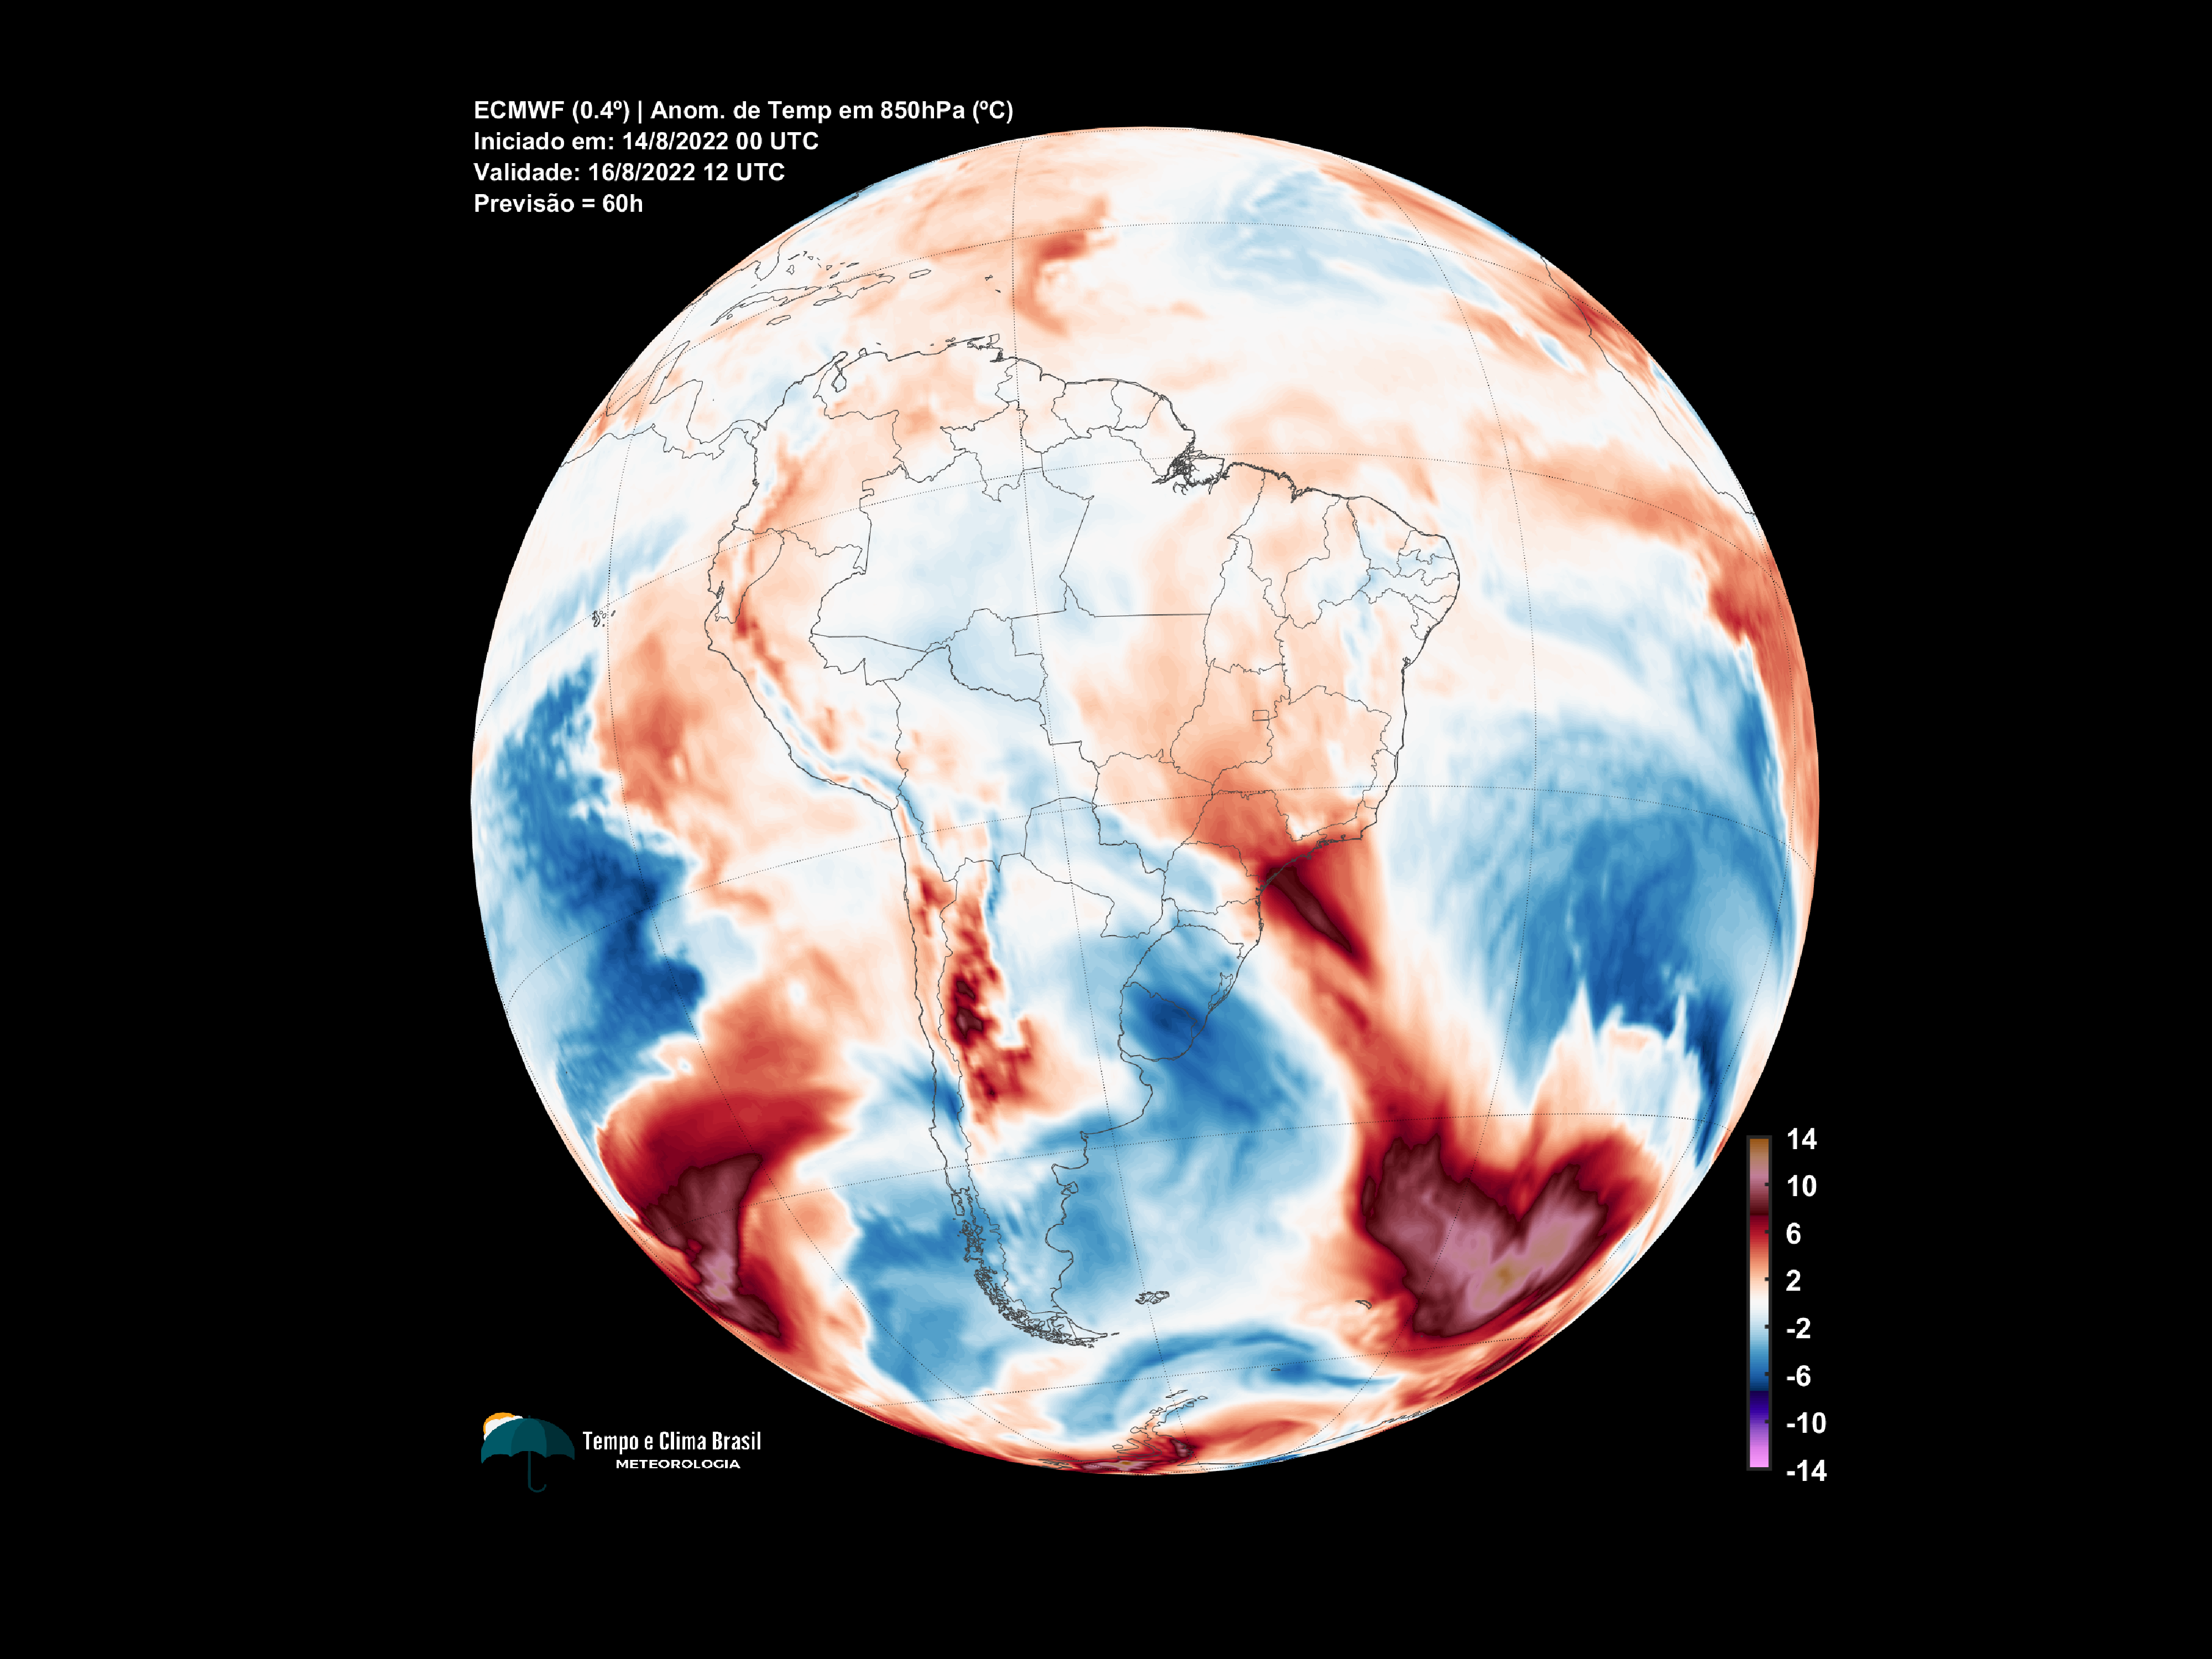 ECMWF (0.4º) | Anom. de Temp em 850hPa (ºC)
Iniciado em: 14/8/2022 00 UTC
Validade: 16/8/2022 12 UTC
Previsão = 60h
14
10
6
2
-2
-6
-10
-14
Tempo e Clima Brasil
METEOROLOGIA